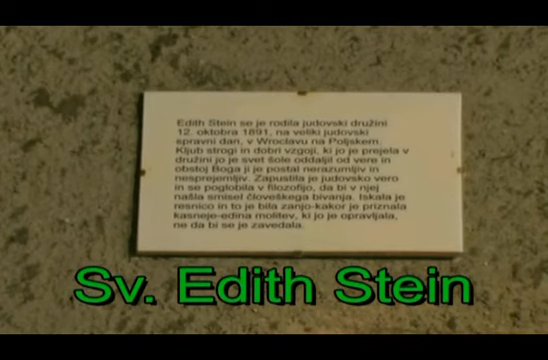 Edith Stein se je rodila judovski družini
12. oktobra 1891, na veliki judovski
spravni dan, v Wroclavu na Poljskem.
Kljub strogi in dobri vzgoji, ki jo je prejela v
družini jo je svet šole oddaljil od vere in
obstoj Boga ji je postal nerazumljiv in
nesprejemljiv. Zapustila je judovsko vero
in se poglobila v filozofijo, da bi v njej
našla smisel človeškega bivanja. Iskala je
resnico in to je bila zanjo-kakor je priznala
kasneje-edina molitev, ki jo je opravljala,
ne da bi se je zavedala.
Sv. Edith Stein